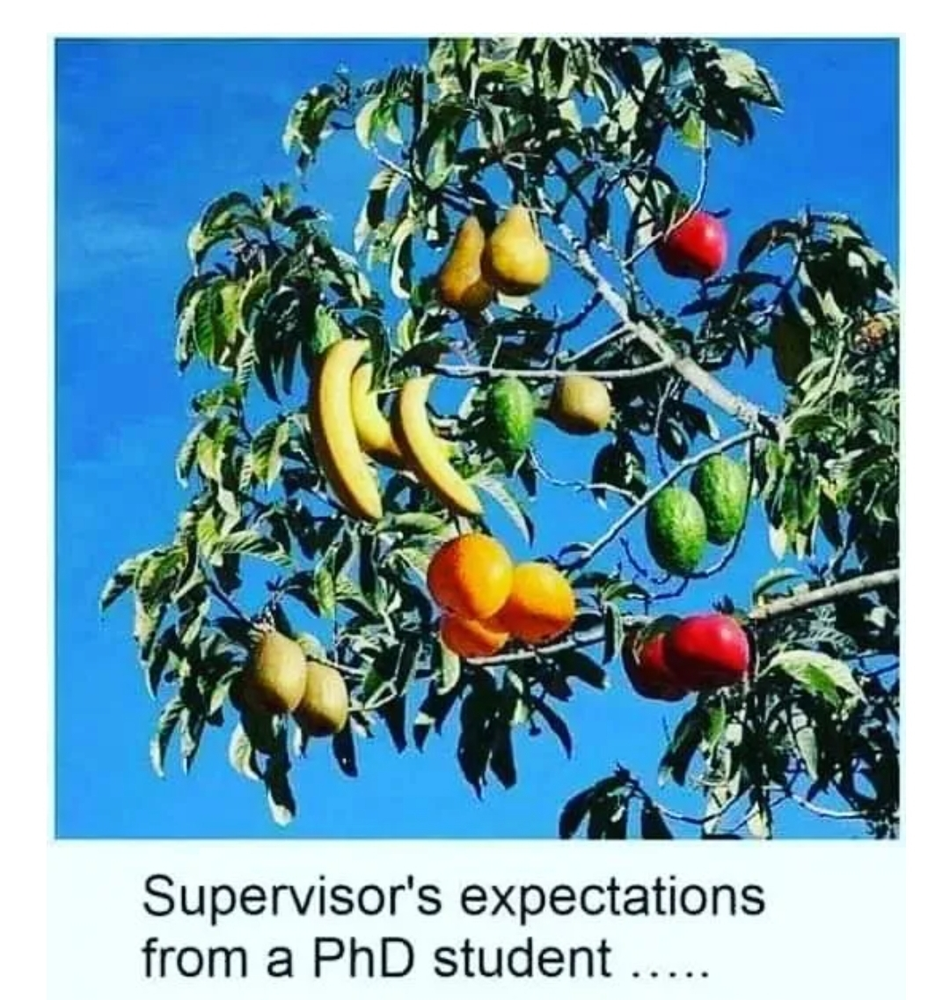 Supervisor's expectations
from a PhD student .....